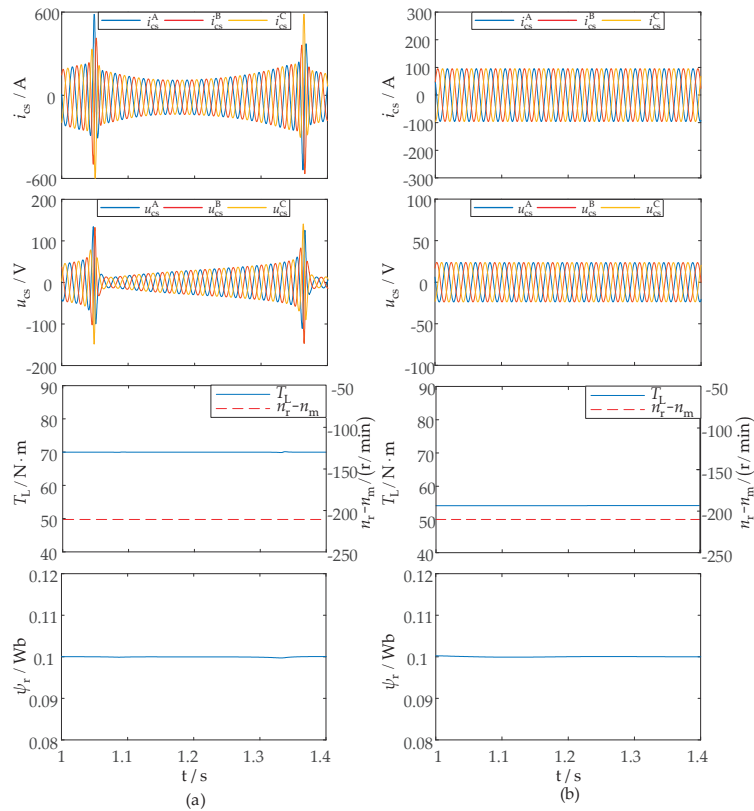 i_cs^A i_cs^B i_cs^C
600
0
600
i_cs / A
u_cs^A u_cs^B u_cs^C
200
100
0
-100
-200
u_cs / V
T_L
n_r-n_m
90
80
70
60
50
40
T_L / N·m
-50
-100
-150
-200
-250
n_r-n_m/(r/min)
0.12
0.11
0.1
0.09
0.08
ψ_r / Wb
1 1.1 1.2 1.3 1.4
t / s
(a)
i_cs^A i_cs^B i_cs^C
300
200
100
0
-100
-200
300
i_cs / A
u_cs^A u_cs^B u_cs^C
100
50
0
-50
-100
u_cs / V
T_L
n_r-n_m
90
80
70
60
50
40
T_L / N·m
-50
-100
-150
-200
-250
n_r-n_m/(r/min)
0.12
0.11
0.1
0.09
0.08
ψ_r / Wb
1 1.1 1.2 1.3 1.4
t / s
(b)